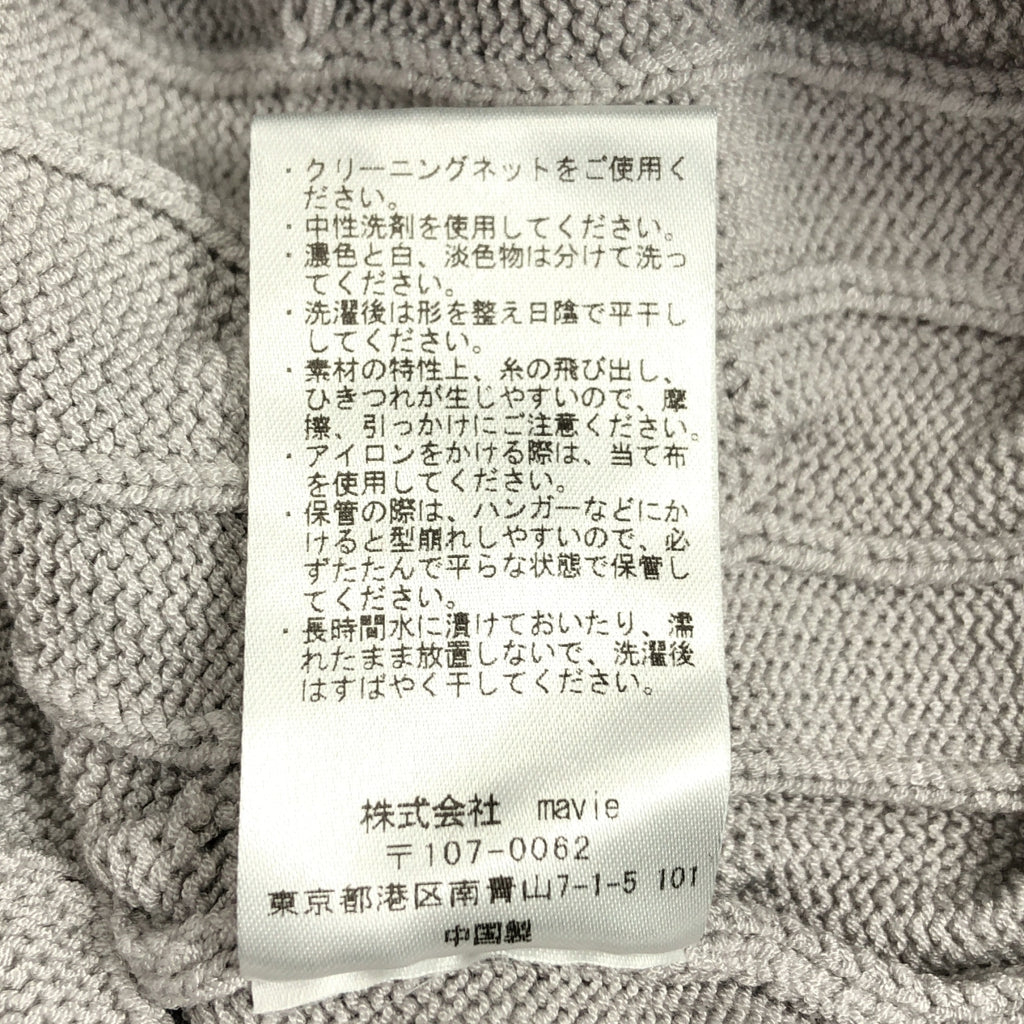 ・クリーニングネットをご使用く
ださい。
・中性洗剤を使用してください。
・濃色と白、淡色物は分けて洗っ
てください。
・洗濯後は形を整え日陰で平干し
してください。
・素材の特性上、糸の飛び出し、
ひきつれが生じやすいので、摩
擦、引っかけにご注意ください。
・アイロンをかける際は、当て布
を使用してください。
・保管の際は、ハンガーなどにか
けると型崩れしやすいので、必
ずたたんで平らな状態で保管し
てください。
・長時間水に漬けておいたり、濡
れたまま放置しないで、洗濯後
はすばやく干してください。
株式会社 mavie
〒107-0062
東京都港区南青山7-1-5 101
中国製